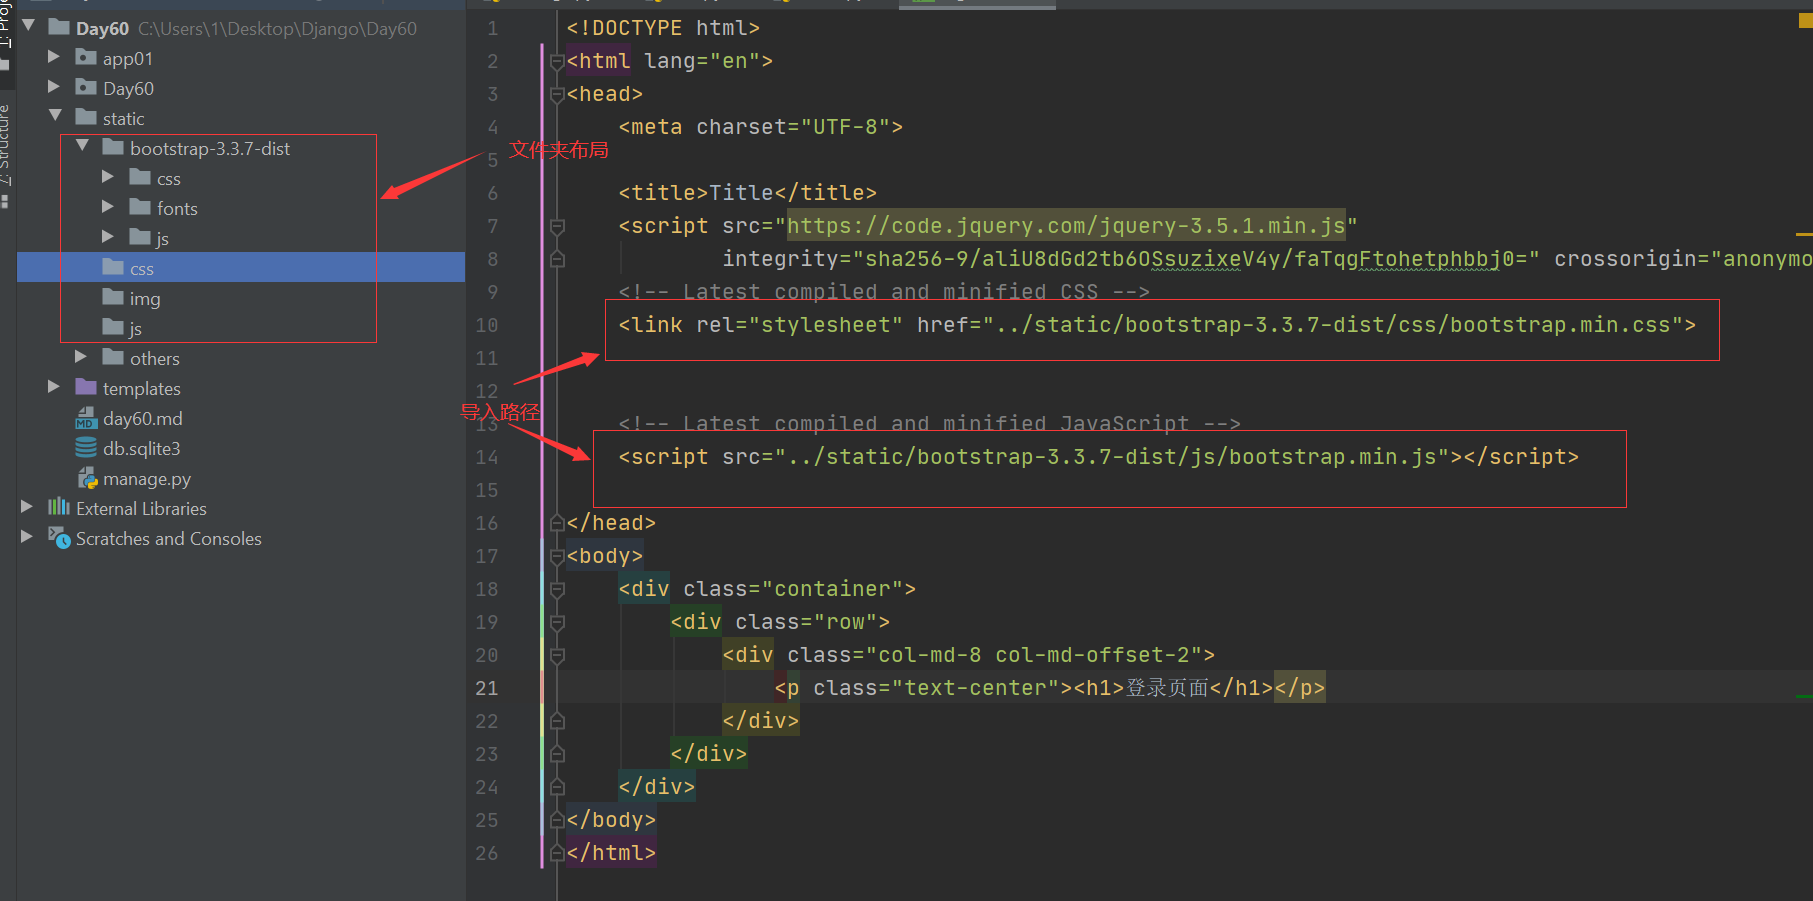 Day60 C:\Users\1\Desktop\Django\Day60
app01
Day60
static
bootstrap-3.3.7-dist
css
fonts
js
css
img
js
others
templates
day60.md
db.sqlite3
manage.py
External Libraries
Scratches and Consoles
Structure
文件夹布局
导入路径
1 <!DOCTYPE html>
2 <html lang="en">
3 <head>
4 <meta charset="UTF-8">
5
6 <title>Title</title>
7 <script src="https://code.jquery.com/jquery-3.5.1.min.js"
8 integrity="sha256-9/aliU8dGd2tb6OSsuzixeV4y/faTqgFtohetphbbj0=" crossorigin="anonymo
9 <!-- Latest compiled and minified CSS -->
10 <link rel="stylesheet" href="../static/bootstrap-3.3.7-dist/css/bootstrap.min.css">
11
12
13 <!-- Latest compiled and minified JavaScript -->
14 <script src="../static/bootstrap-3.3.7-dist/js/bootstrap.min.js"></script>
15
16 </head>
17 <body>
18 <div class="container">
19 <div class="row">
20 <div class="col-md-8 col-md-offset-2">
21 <p class="text-center"><h1>登录页面</h1></p>
22 </div>
23 </div>
24 </div>
25 </body>
26 </html>